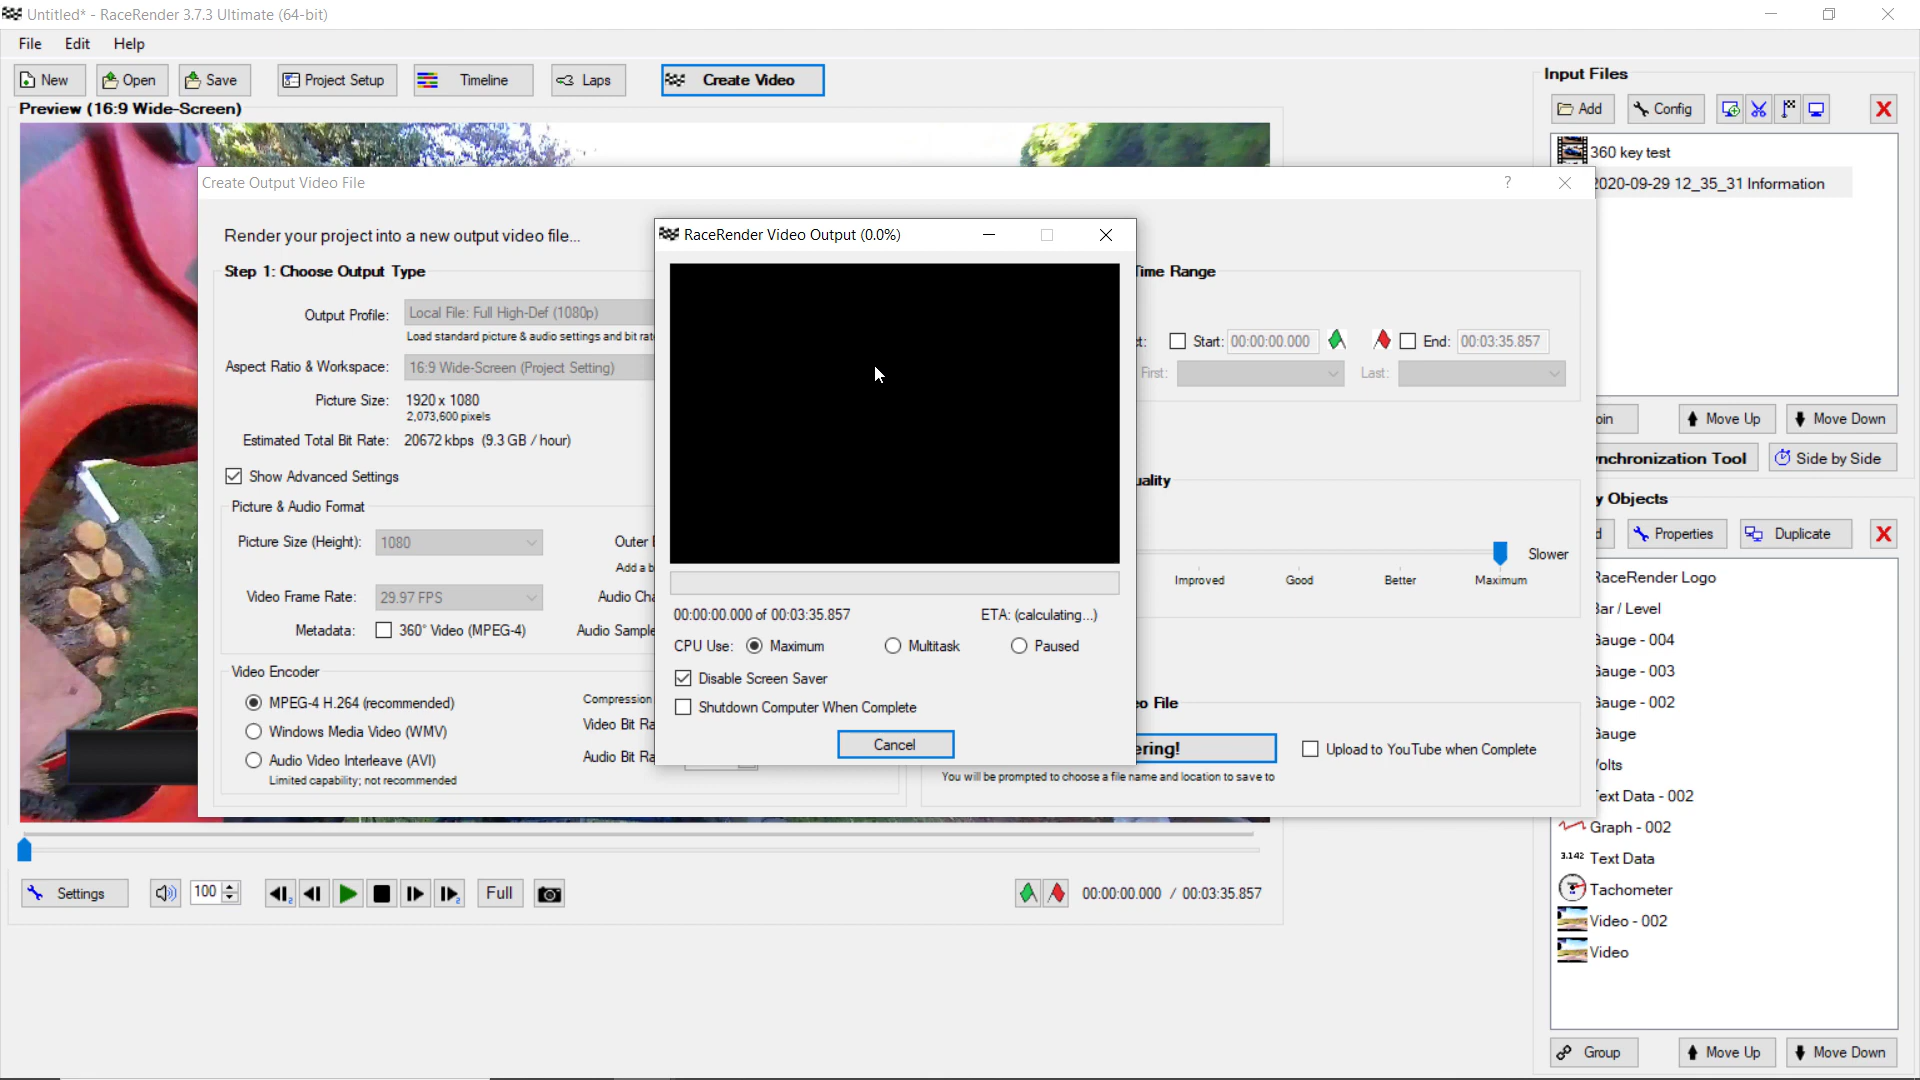 Untitled* - RaceRender 3.7.3 Ultimate (64-bit)
File Edit Help
New Open Save Project Setup Timeline Laps Create Video
Preview (16:9 Wide-Screen)
Input Files
Add Config
360 key test
2020-09-29 12_35_31 Information
Create Output Video File
?
Render your project into a new output video file...
Step 1: Choose Output Type
Output Profile: Local File: Full High-Def (1080p)
Load standard picture & audio settings and bit rat
Aspect Ratio & Workspace: 16:9 Wide-Screen (Project Setting)
Picture Size: 1920 x 1080
2,073,600 pixels
Estimated Total Bit Rate: 20672 kbps (9.3 GB / hour)
Show Advanced Settings
Picture & Audio Format
Picture Size (Height): 1080 Outer
Add a b
Video Frame Rate: 29.97 FPS Audio Cha
Metadata: 360° Video (MPEG-4) Audio Sample
Video Encoder
MPEG-4 H.264 (recommended) Compression
Windows Media Video (WMV) Video Bit Ra
Audio Video Interleave (AVI) Audio Bit Ra
Limited capability; not recommended
RaceRender Video Output (0.0%)
00:00:00.000 of 00:03:35.857 ETA: (calculating...)
CPU Use: Maximum Multitask Paused
Disable Screen Saver
Shutdown Computer When Complete
Cancel
Time Range
Start: 00:00:00.000 End: 00:03:35.857
First: Last:
uality
Slower
Improved Good Better Maximum
eo File
ering! Upload to YouTube when Complete
You will be prompted to choose a file name and location to save to
oin Move Up Move Down
nchronization Tool Side by Side
y Objects
d Properties Duplicate
RaceRender Logo
Bar / Level
Gauge - 004
Gauge - 003
Gauge - 002
Gauge
Volts
Text Data - 002
Graph - 002
3.142 Text Data
Tachometer
Video - 002
Video
Group Move Up Move Down
Settings 100 2 2 Full 00:00:00.000 / 00:03:35.857